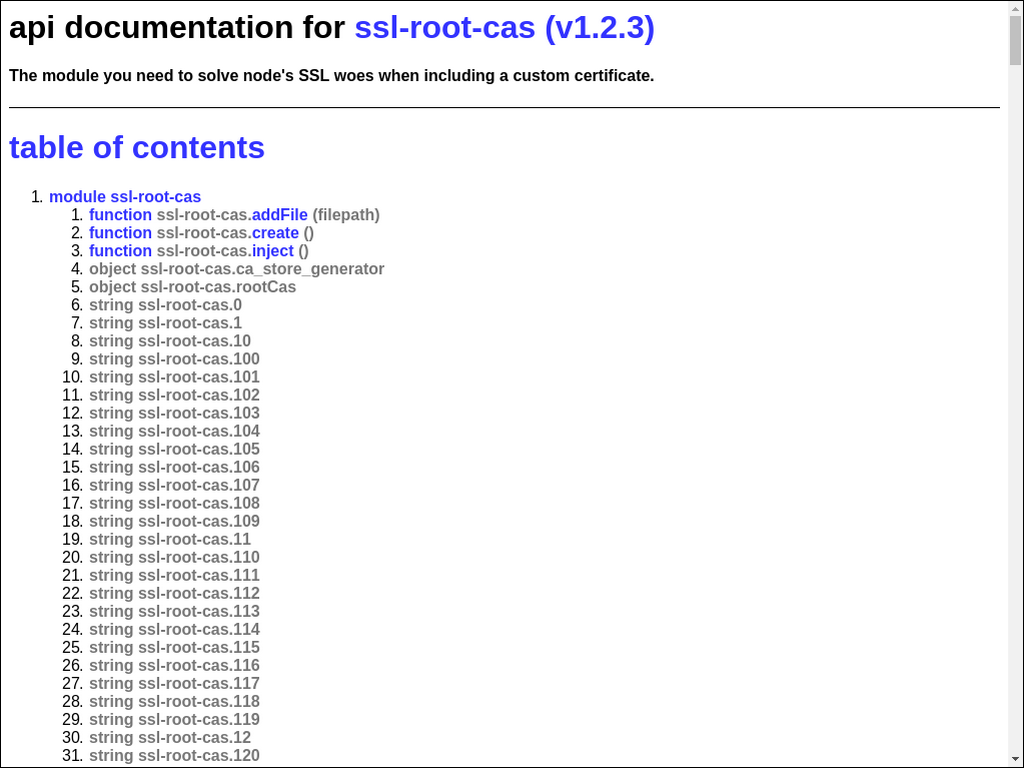 api documentation for ssl-root-cas (v1.2.3)
The module you need to solve node's SSL woes when including a custom certificate.
table of contents
1. module ssl-root-cas
1. function ssl-root-cas.addFile (filepath)
2. function ssl-root-cas.create ()
3. function ssl-root-cas.inject ()
4. object ssl-root-cas.ca_store_generator
5. object ssl-root-cas.rootCas
6. string ssl-root-cas.0
7. string ssl-root-cas.1
8. string ssl-root-cas.10
9. string ssl-root-cas.100
10. string ssl-root-cas.101
11. string ssl-root-cas.102
12. string ssl-root-cas.103
13. string ssl-root-cas.104
14. string ssl-root-cas.105
15. string ssl-root-cas.106
16. string ssl-root-cas.107
17. string ssl-root-cas.108
18. string ssl-root-cas.109
19. string ssl-root-cas.11
20. string ssl-root-cas.110
21. string ssl-root-cas.111
22. string ssl-root-cas.112
23. string ssl-root-cas.113
24. string ssl-root-cas.114
25. string ssl-root-cas.115
26. string ssl-root-cas.116
27. string ssl-root-cas.117
28. string ssl-root-cas.118
29. string ssl-root-cas.119
30. string ssl-root-cas.12
31. string ssl-root-cas.120